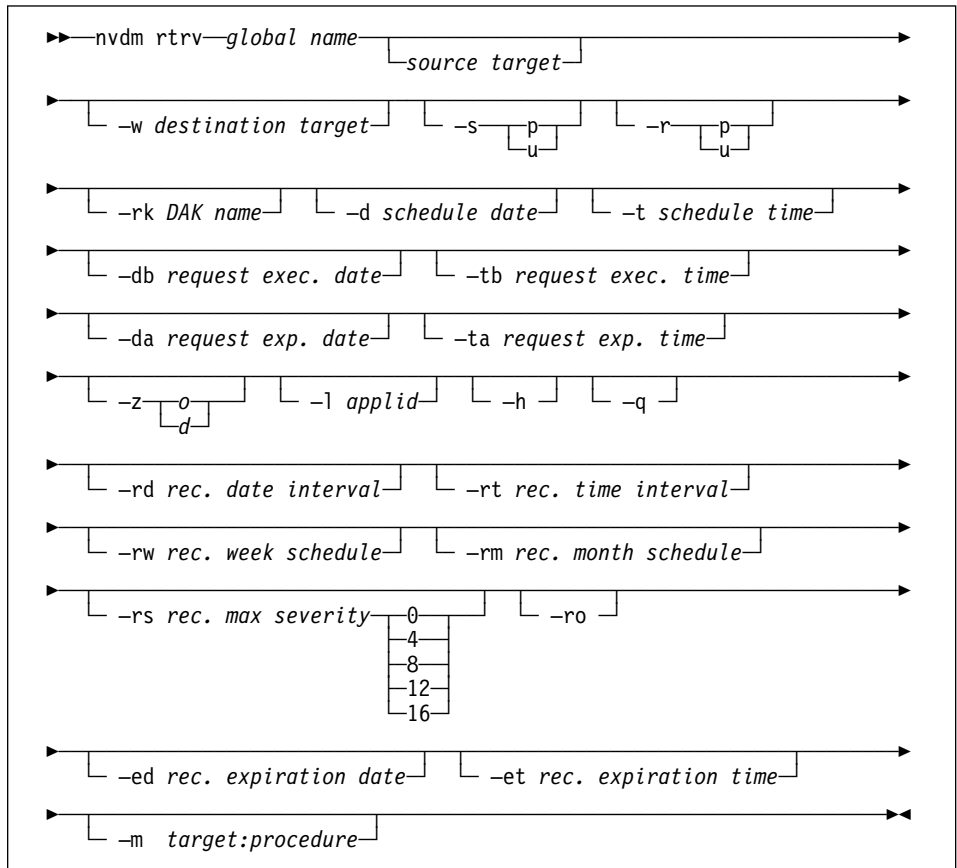 nvdm rtrv global name
source target
–w destination target –s p –r p
u u
–rk DAK name –d schedule date –t schedule time
–db request exec. date –tb request exec. time
–da request exp. date –ta request exp. time
–z o –l applid –h –q
d
–rd rec. date interval –rt rec. time interval
–rw rec. week schedule –rm rec. month schedule
–rs rec. max severity 0 –ro
4
8
12
16
–ed rec. expiration date –et rec. expiration time
–m target:procedure